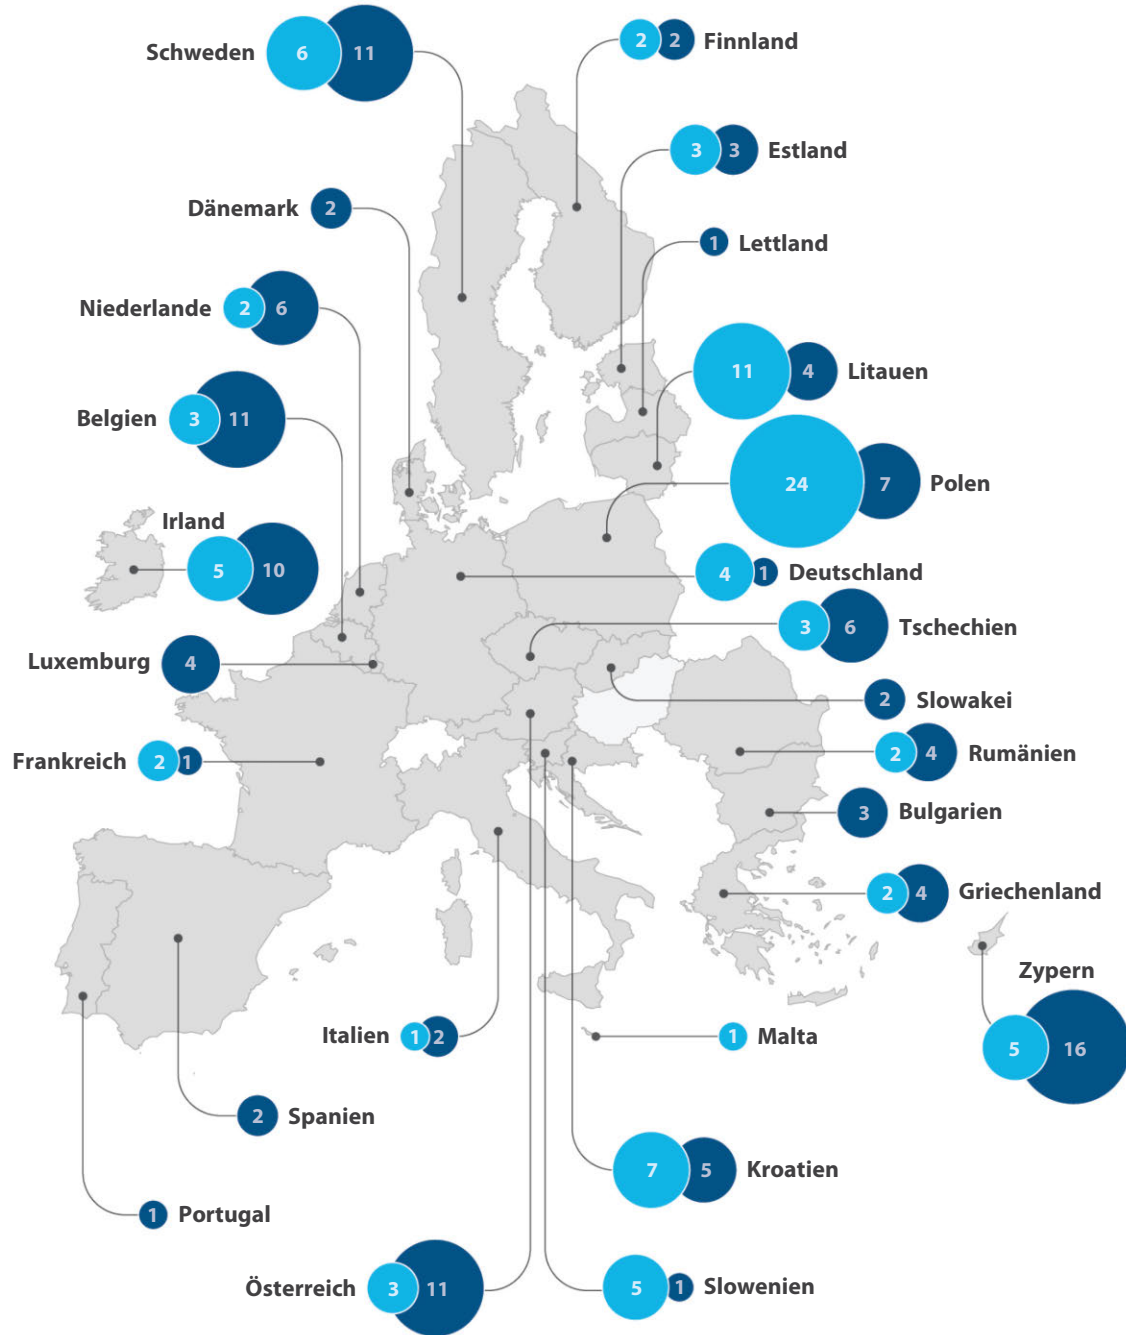 Schweden 6 11
2 2 Finnland
3 3 Estland
Dänemark 2
1 Lettland
Niederlande 2 6
11 4 Litauen
Belgien 3 11
24 7 Polen
Irland
5 10
4 1 Deutschland
3 6 Tschechien
Luxemburg 4
2 Slowakei
2 4 Rumänien
Frankreich 2 1
3 Bulgarien
2 4 Griechenland
Zypern
5 16
Italien 1 2
1 Malta
2 Spanien
7 5 Kroatien
1 Portugal
Österreich 3 11
5 1 Slowenien